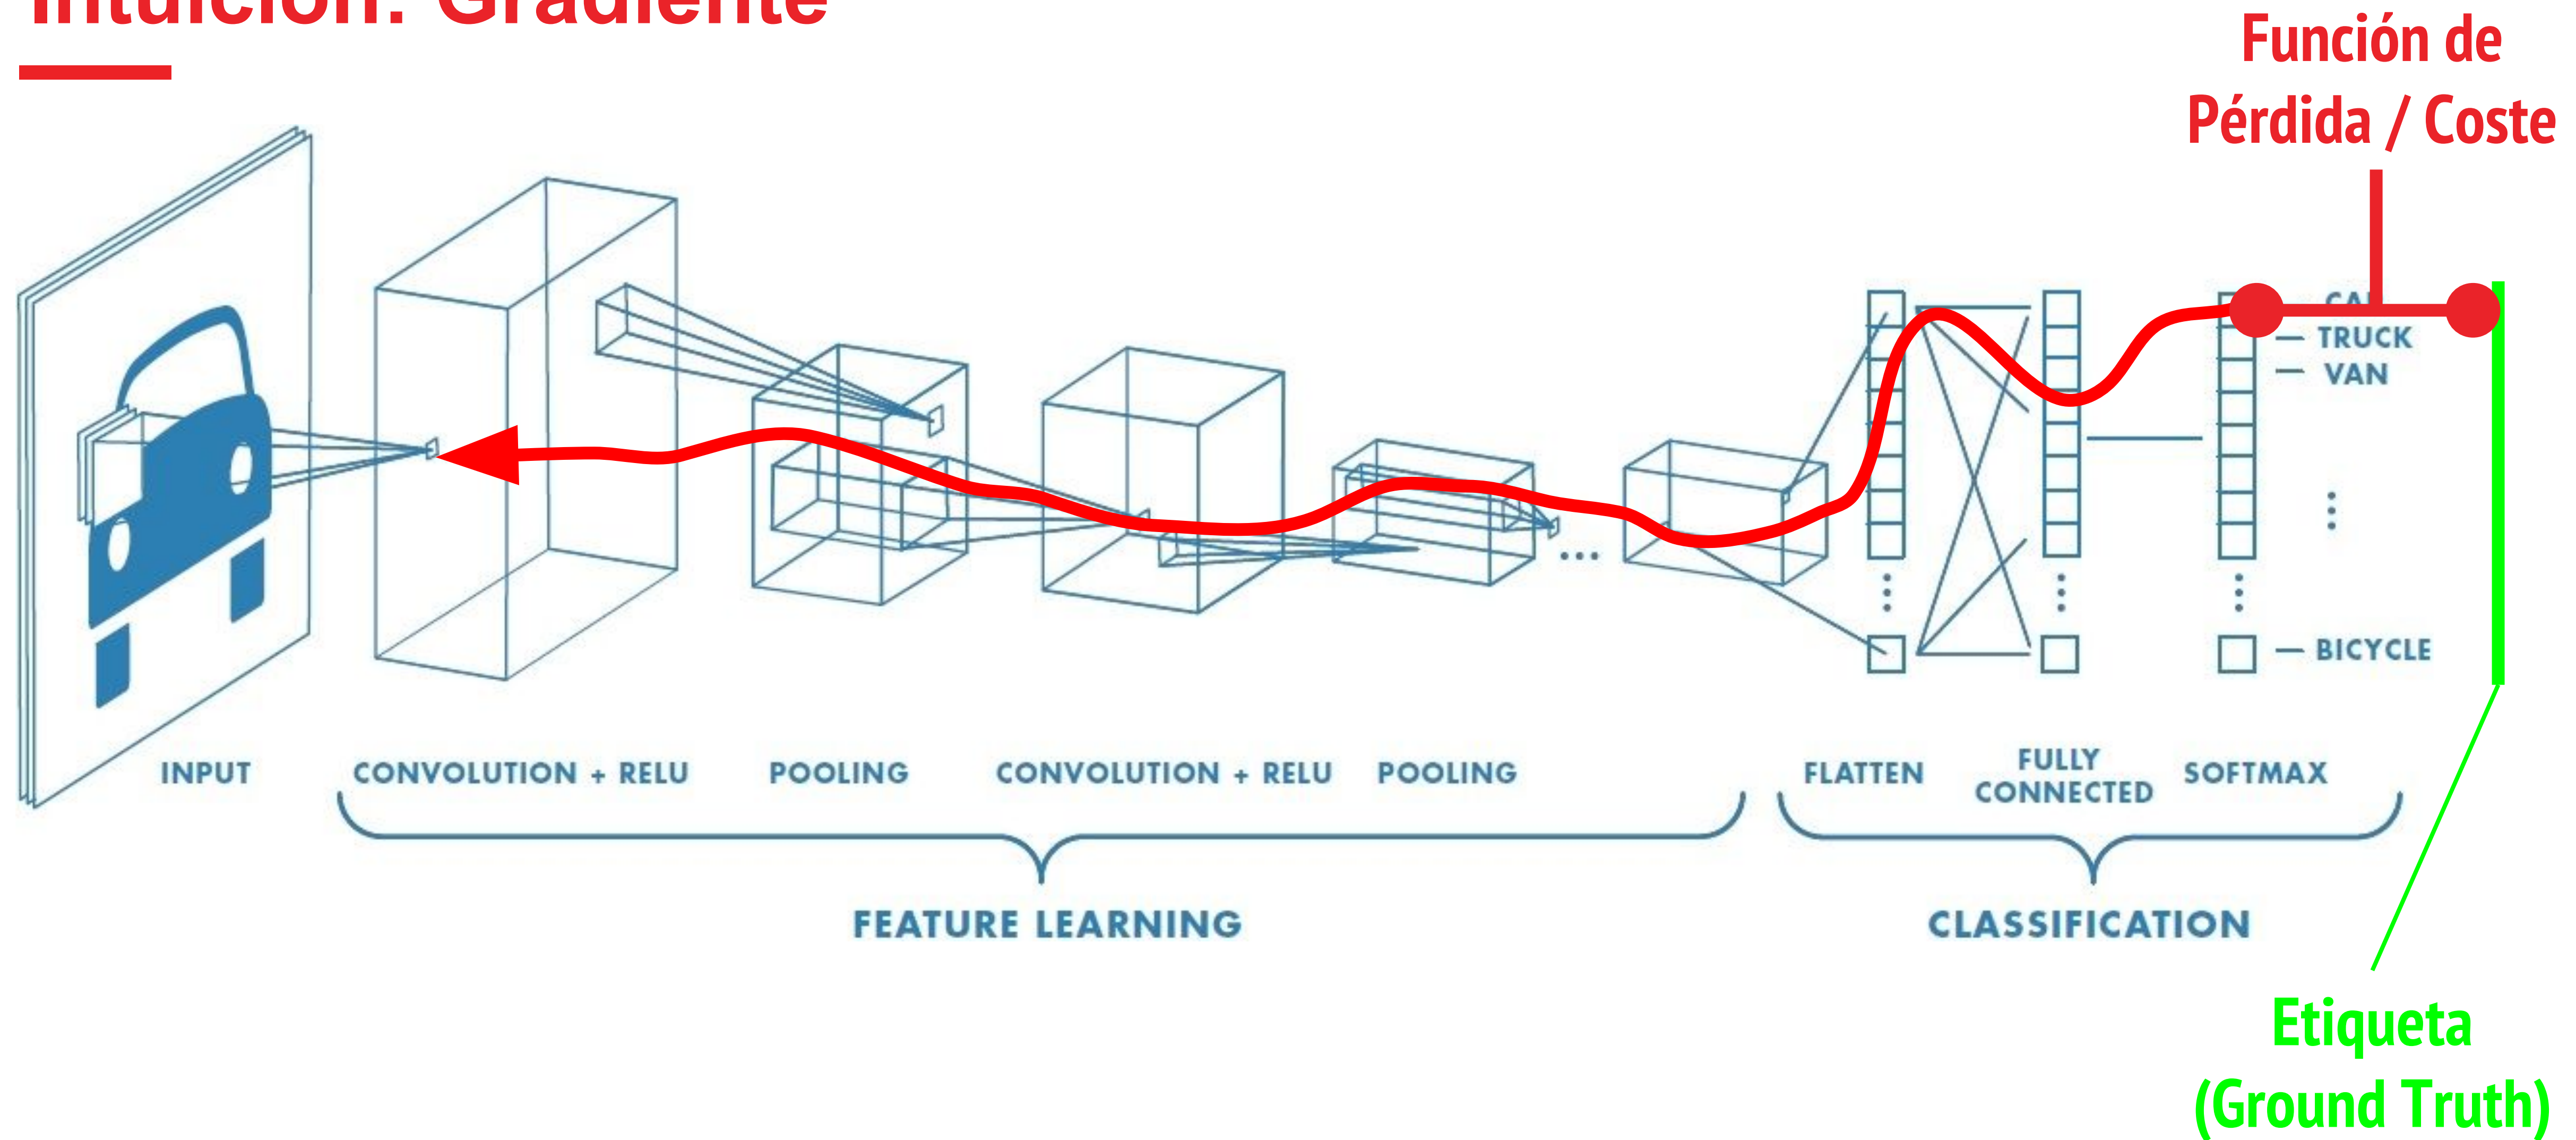 Intuición: Gradiente
Función de
Pérdida / Coste
TRUCK
VAN
BICYCLE
INPUT
CONVOLUTION + RELU
POOLING
CONVOLUTION + RELU
POOLING
FLATTEN
FULLY
CONNECTED
SOFTMAX
FEATURE LEARNING
CLASSIFICATION
Etiqueta
(Ground Truth)